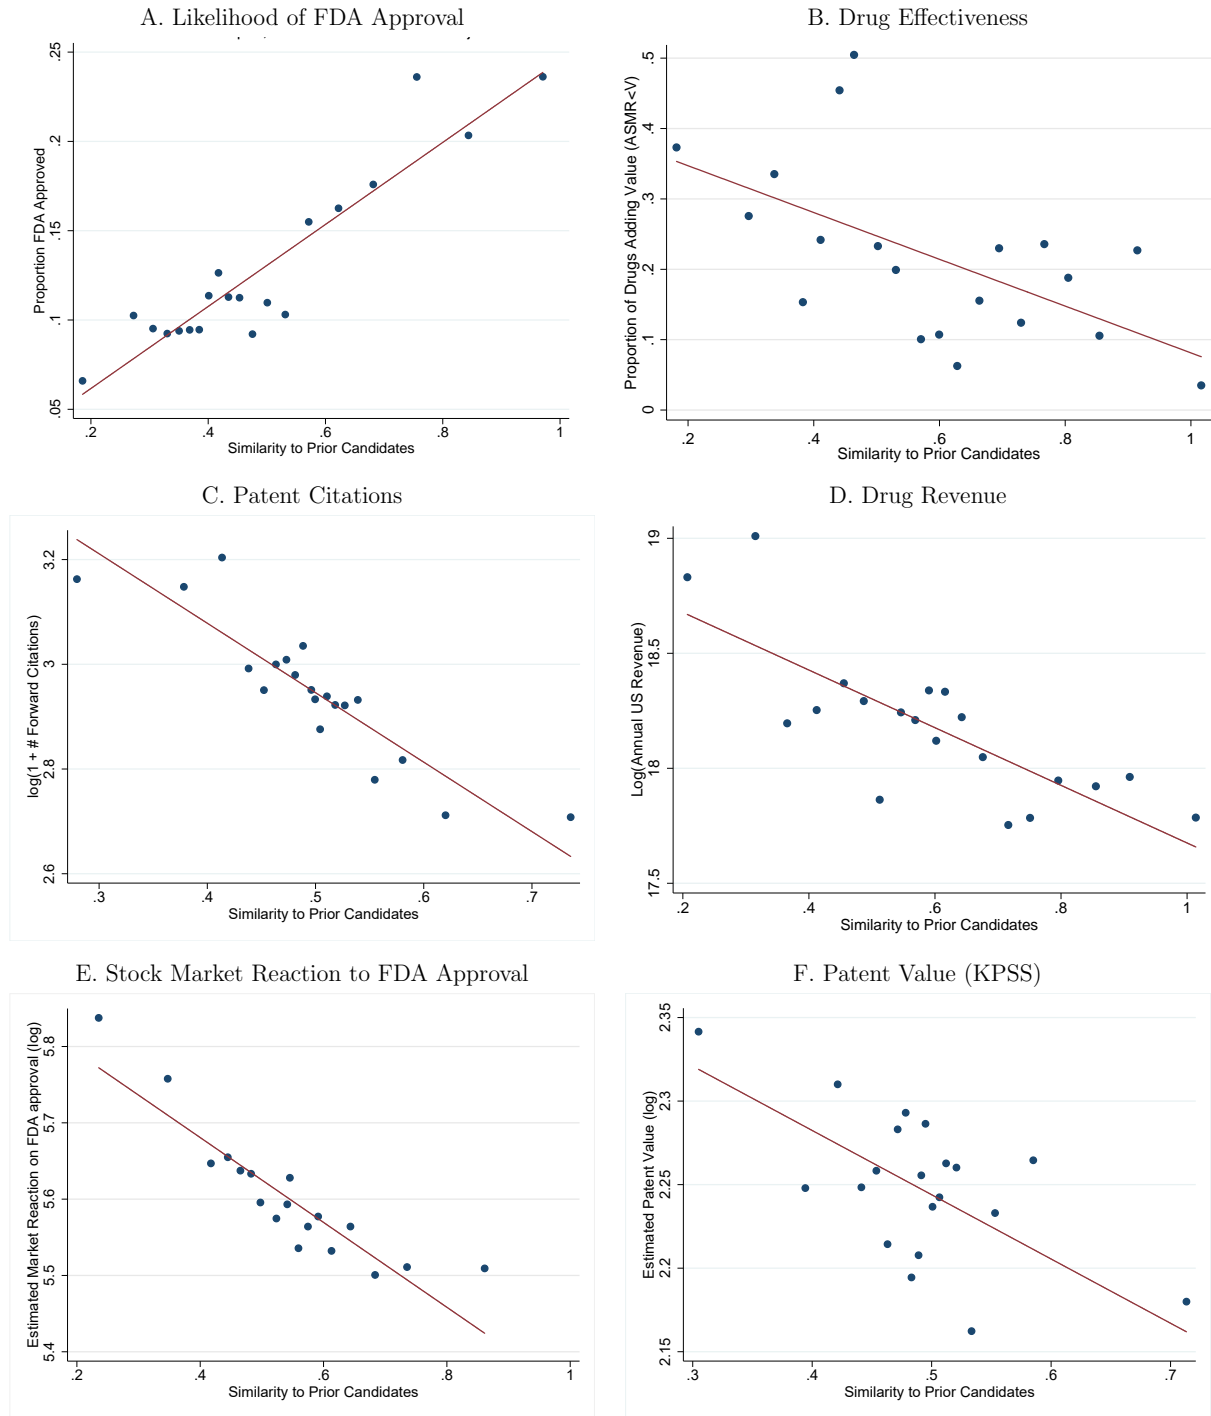 A. Likelihood of FDA Approval
Proportion FDA Approved
.25
.2
.15
.1
.05
.2 .4 .6 .8 1
Similarity to Prior Candidates
B. Drug Effectiveness
Proportion of Drugs Adding Value (ASMR<V)
.5
.4
.3
.2
.1
0
.2 .4 .6 .8 1
Similarity to Prior Candidates
C. Patent Citations
log(1 + # Forward Citations)
3.2
3
2.8
2.6
.3 .4 .5 .6 .7
Similarity to Prior Candidates
D. Drug Revenue
Log(Annual US Revenue)
19
18.5
18
17.5
.2 .4 .6 .8 1
Similarity to Prior Candidates
E. Stock Market Reaction to FDA Approval
Estimated Market Reaction on FDA approval (log)
5.8
5.7
5.6
5.5
5.4
.2 .4 .6 .8 1
Similarity to Prior Candidates
F. Patent Value (KPSS)
Estimated Patent Value (log)
2.35
2.3
2.25
2.2
2.15
.3 .4 .5 .6 .7
Similarity to Prior Candidates